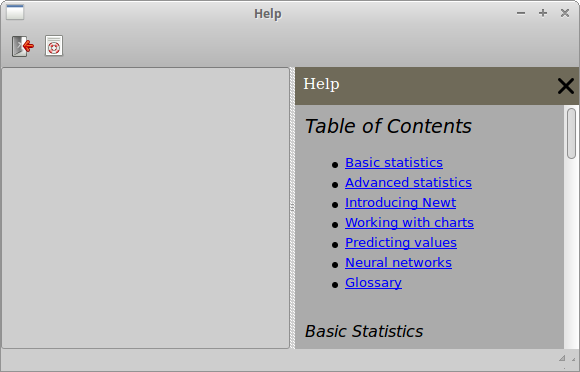 Help
Help
Table of Contents
Basic statistics
Advanced statistics
Introducing Newt
Working with charts
Predicting values
Neural networks
Glossary
Basic Statistics